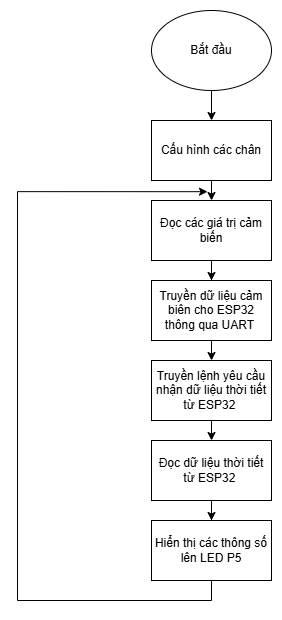 Bắt đầu
Cấu hình các chân
Đọc các giá trị cảm
biến
Truyền dữ liệu cảm
biến cho ESP32
thông qua UART
Truyền lệnh yêu cầu
nhận dữ liệu thời tiết
từ ESP32
Đọc dữ liệu thời tiết
từ ESP32
Hiển thị các thông số
lên LED P5